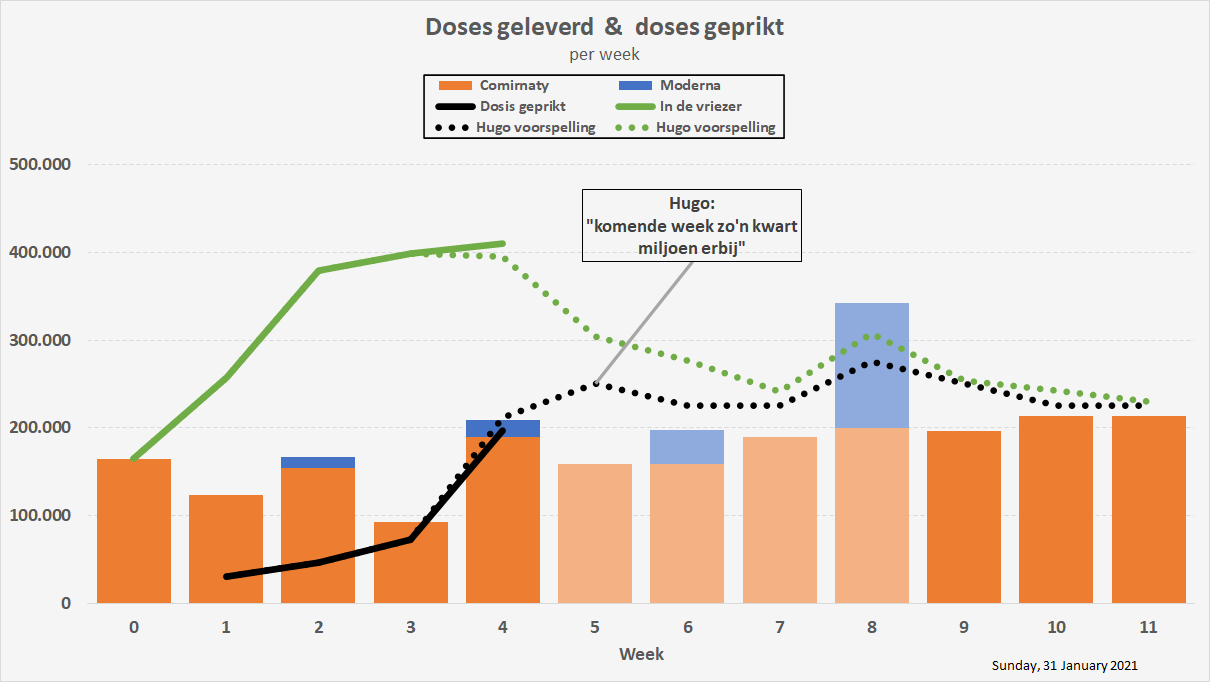 Doses geleverd & doses geprikt
per week
Comirnaty Moderna
Dosis geprikt In de vriezer
Hugo voorspelling Hugo voorspelling
500.000
400.000
300.000
200.000
100.000
0
Hugo:
"komende week zo'n kwart
miljoen erbij"
0 1 2 3 4 5 6 7 8 9 10 11
Week
Sunday, 31 January 2021